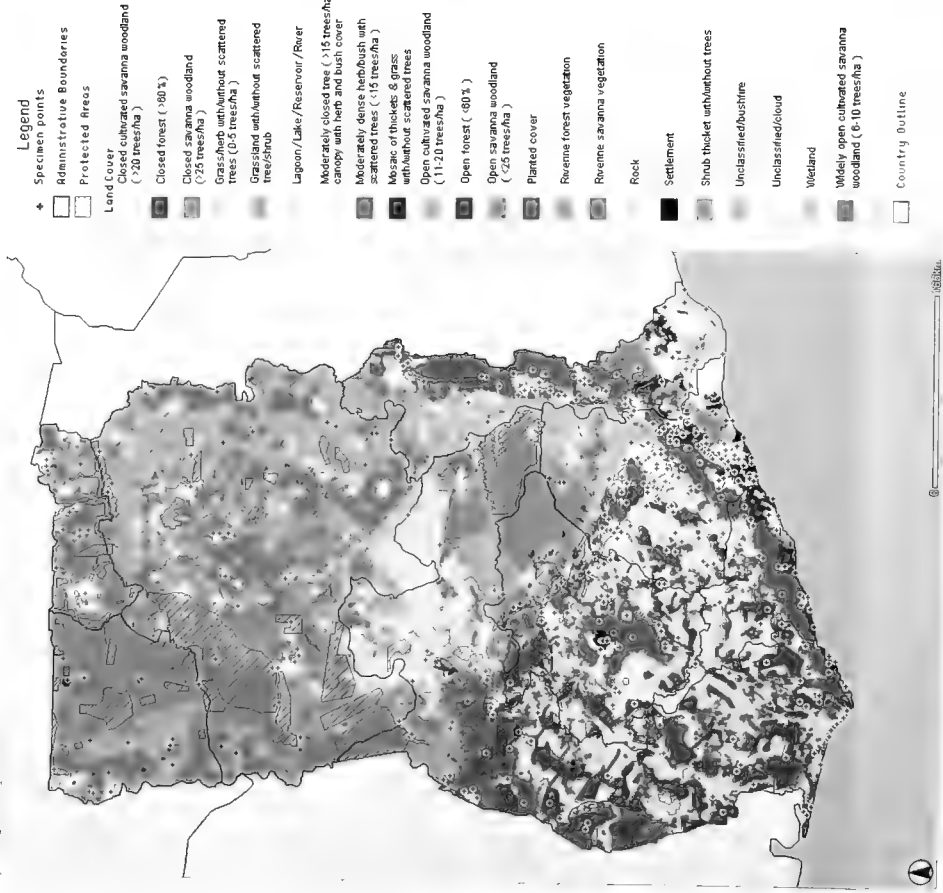 Legend
Specimen points
Administrative Boundaries
Protected Areas
Land Cover
Closed cultivated savanna woodland
( >20 trees/ha )
Closed forest ( >60%)
Closed savanna woodland
(>25 trees/ha)
Grass/herb with/without scattered
trees (0-5 trees/ha)
Grassland with/without scattered
tree/shrub
Lagoon/Lake/Reservoir/River
Moderately closed tree ( >15 trees/ha
canopy with herb and bush cover
Moderately dense herb/bush with
scattered trees ( <15 trees/ha)
Mosaic of thickets & grass
with/without scattered trees
Open cultivated savanna woodland
( 11-20 trees/ha)
Open forest ( <60% )
Open savanna woodland
( <25 trees/ha)
Planted cover
Riverine forest vegetation
Riverine savanna vegetation
Rock
Settlement
Shrub thicket with/without trees
Unclassified/bushfire
Unclassified/cloud
Wetland
Widely open cultivated savanna
woodland ( 6-10 trees/ha)
Country Outline
0